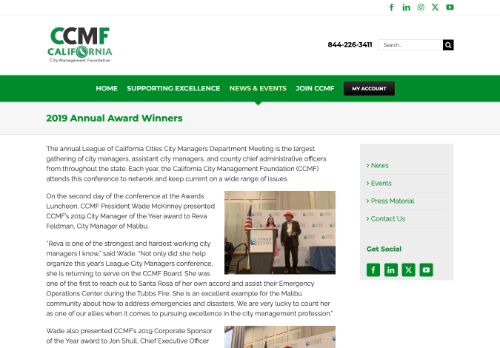 CCMF
CALIFORNIA
City Management Foundation
844-226-3411
Search...
HOME
SUPPORTING EXCELLENCE
NEWS & EVENTS
JOIN CCMF
MY ACCOUNT
2019 Annual Award Winners
The annual League of California Cities City Managers Department Meeting is the largest
gathering of city managers, assistant city managers, and county chief administrative officers
from throughout the state. Each year, the California City Management Foundation (CCMF)
attends this conference to network and keep current on a wide range of issues.
On the second day of the conference at the Awards
Luncheon, CCMF President Wade McKinney presented
CCMF's 2019 City Manager of the Year award to Reva
Feldman, City Manager of Malibu.
"Reva is one of the strongest and hardest working city
managers I know," said Wade. "Not only did she help
organize this year's League City Managers conference,
she is returning to serve on the CCMF Board. She was
one of the first to reach out to Santa Rosa of her own accord and assist their Emergency
Operations Center during the Tubbs Fire. She is an excellent example for the Malibu
community about how to address emergencies and disasters. We are very lucky to count her
as one of our allies when it comes to pursuing excellence in the city management profession."
Wade also presented CCMF's 2019 Corporate Sponsor
of the Year award to Jon Shull, Chief Executive Officer
News
Events
Press Material
Contact Us
Get Social